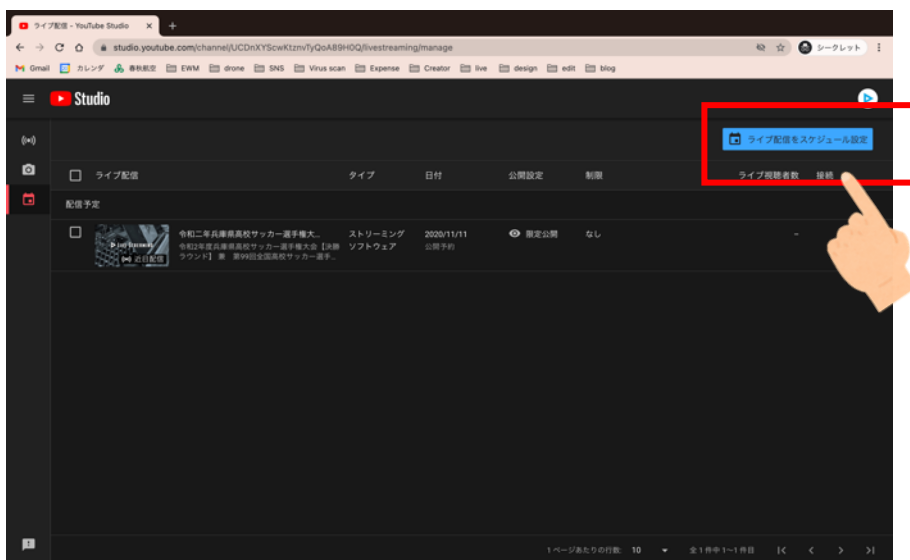 ライブ配信 - YouTube Studio
studio.youtube.com/channel/UCDnXYScwKtznvTyQoAB9H0Q/livestreaming/manage
シークレット
Gmail カレンダ 春秋航空 EWM drone SNS Virus scan Expense Creator live design edit blog
Studio
ライブ配信をスケジュール設定
ライブ配信 タイプ 日付 公開設定 制限 ライブ視聴者数 接続
配信予定
令和二年兵庫県高校サッカー選手権大... ストリーミング 2020/11/11 限定公開 なし –
令和2年度兵庫県高校サッカー選手権大会【決勝 ソフトウェア 公開予約
ラウンド】 兼 第99回全国高校サッカー選手...
近日配信
1 ページあたりの行数: 10 全 1 件中 1~1 件目